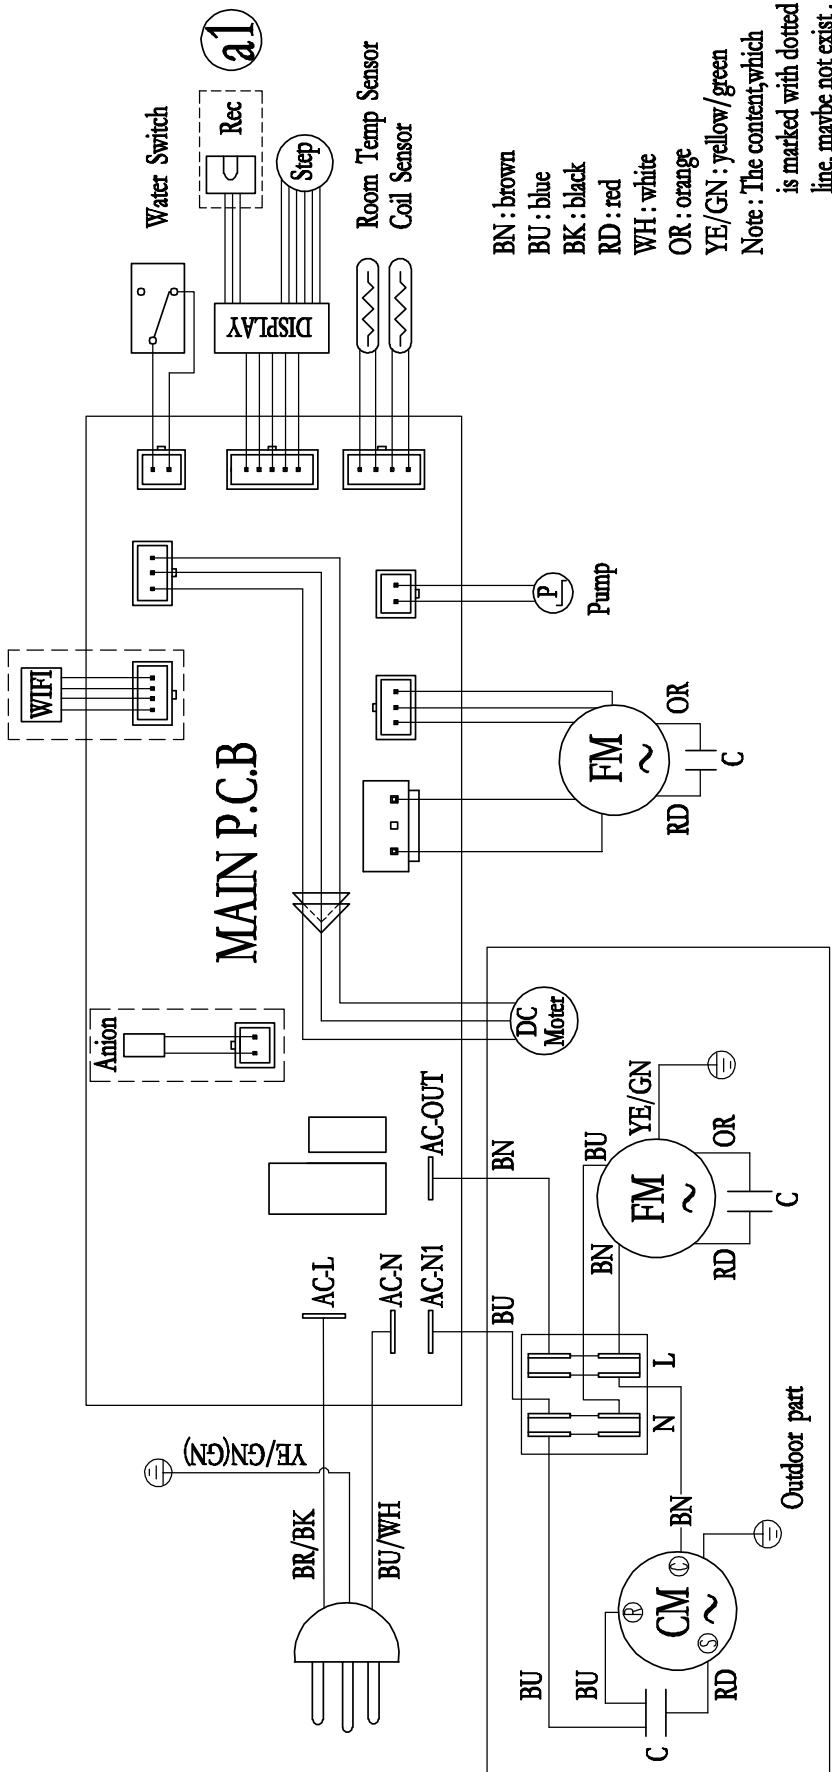 a1
Rec
Water Switch
Step
DISPLAY
Room Temp Sensor
Coil Sensor
BN : brown
BU : blue
BK : black
RD : red
WH : white
OR : orange
YE/GN : yellow/green
Note : The content,which
is marked with dotted
line, maybe not exist .
WIFI
MAIN P.C.B
P
Pump
FM
~
OR
RD
C
Anion
DC
Moter
AC-OUT
AC-L
AC-N
AC-N1
BN
BU
BU
YE/GN
FM
~
BN
OR
RD
C
L
N
YE/GN(GN)
BR/BK
BU/WH
BN
Outdoor part
C
R
S
CM
~
BU
BU
RD
C